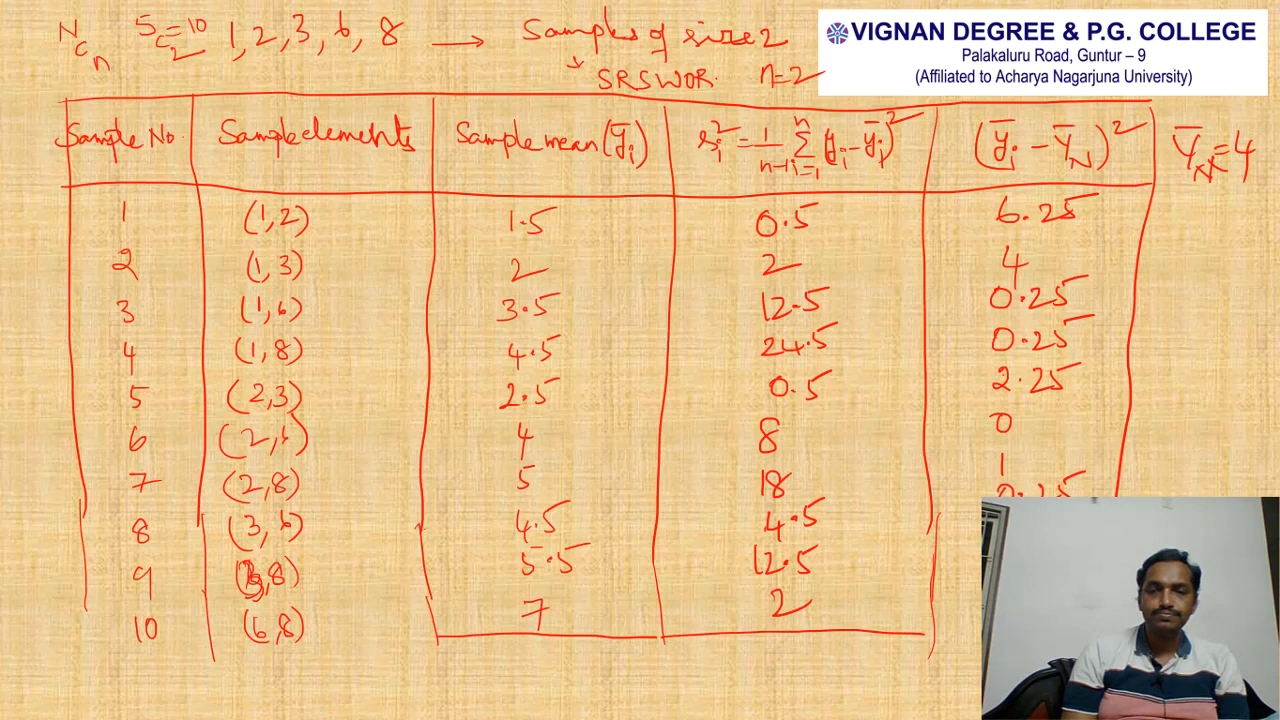 VIGNAN DEGREE & P.G. COLLEGE
Palakaluru Road, Guntur – 9
(Affiliated to Acharya Nagarjuna University)
N c n 5c2 = 10 1, 2, 3, 6, 8 → Samples of size 2
↓ SRSWOR n=2
Sample No. Sample elements Sample mean (ȳi) si² = 1/(n-1) Σ i=1 n (yi - ȳi)² (ȳi - ȲN)² ȲN = 4
1 (1,2) 1.5 0.5 6.25
2 (1,3) 2 2 4
3 (1,6) 3.5 12.5 0.25
4 (1,8) 4.5 24.5 0.25
5 (2,3) 2.5 0.5 2.25
6 (2,6) 4 8 0
7 (2,8) 5 18 1
8 (3,6) 4.5 4.5 0.25
9 (3,8) 5.5 12.5
10 (6,8) 7 2